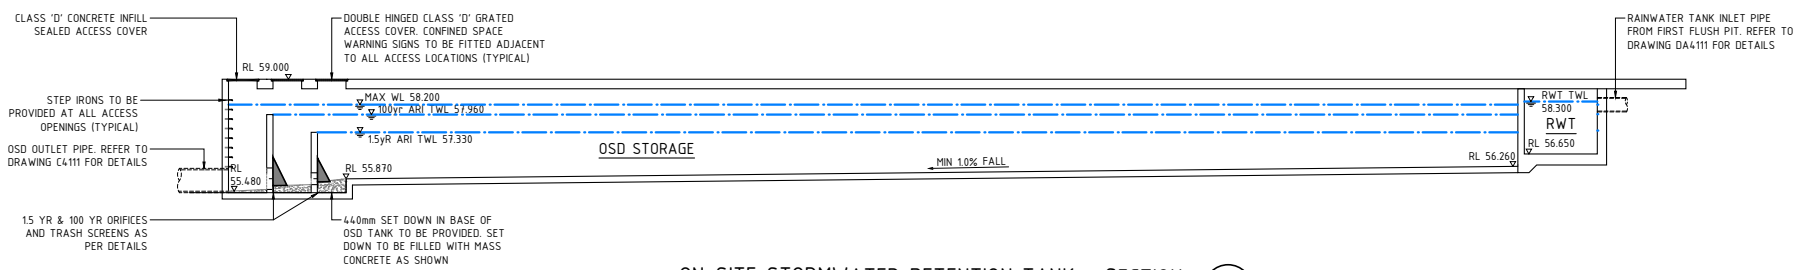 CLASS 'D' CONCRETE INFILL
SEALED ACCESS COVER
DOUBLE HINGED CLASS 'D' GRATED
ACCESS COVER. CONFINED SPACE
WARNING SIGNS TO BE FITTED ADJACENT
TO ALL ACCESS LOCATIONS (TYPICAL)
RAINWATER TANK INLET PIPE
FROM FIRST FLUSH PIT. REFER TO
DRAWING DA4111 FOR DETAILS
RL 59.000
STEP IRONS TO BE
PROVIDED AT ALL ACCESS
OPENINGS (TYPICAL)
MAX WL 58.200
100yr ARI TWL 57.960
1.5yR ARI TWL 57.330
RWT TWL
58.300
RWT
RL 56.650
OSD OUTLET PIPE. REFER TO
DRAWING C4111 FOR DETAILS
OSD STORAGE
RL
55.480
RL 55.870
MIN 1.0% FALL
RL 56.260
1.5 YR & 100 YR ORIFICES
AND TRASH SCREENS AS
PER DETAILS
440mm SET DOWN IN BASE OF
OSD TANK TO BE PROVIDED. SET
DOWN TO BE FILLED WITH MASS
CONCRETE AS SHOWN
ON-SITE STORMWATER DETENTION TANK - SECTION